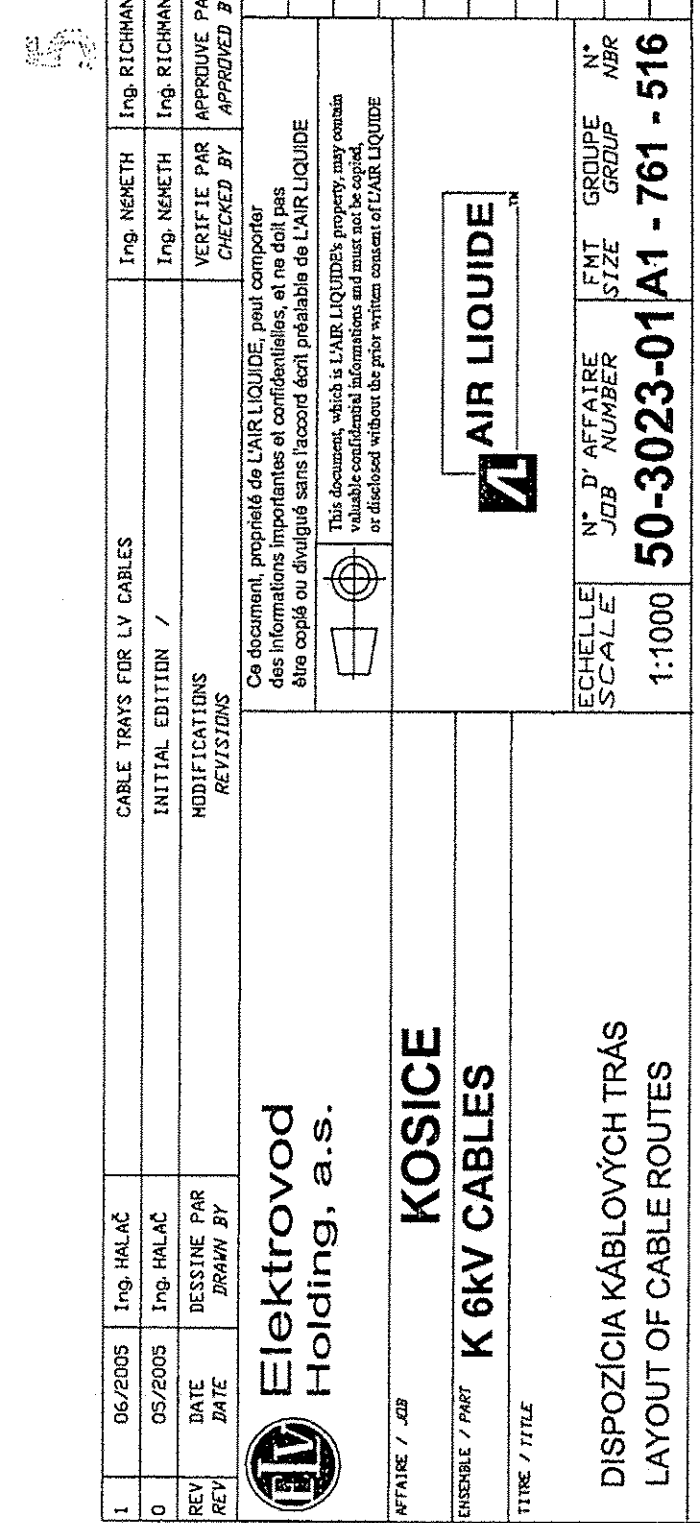 5
1 06/2005 Ing. HALAČ CABLE TRAYS FOR LV CABLES Ing. NÉMETH Ing. RICHMAN
0 05/2005 Ing. HALAČ INITIAL EDITION / Ing. NÉMETH Ing. RICHMAN
REV DATE DESSINE PAR MODIFICATIONS VERIFIE PAR APPROUVE PA
REV DATE DRAWN BY REVISIONS CHECKED BY APPROVED B
Elv
Elektrovod
Holding, a.s.
Ce document, propriété de L'AIR LIQUIDE, peut comporter
des informations importantes et confidentielles, et ne doit pas
être copié ou divulgué sans l'accord écrit préalable de L'AIR LIQUIDE
This document, which is L'AIR LIQUIDE's property, may contain
valuable confidential informations and must not be copied,
or disclosed without the prior written consent of L'AIR LIQUIDE
AFFAIRE / JOB
KOSICE
ENSEMBLE / PART
K 6kV CABLES
AIR LIQUIDE™
TITRE / TITLE
DISPOZÍCIA KÁBLOVÝCH TRÁS
LAYOUT OF CABLE ROUTES
ECHELLE N° D'AFFAIRE FMT GROUPE N°
SCALE JOB NUMBER SIZE GROUP NBR
1:1000 50-3023-01 A1 - 761 - 516